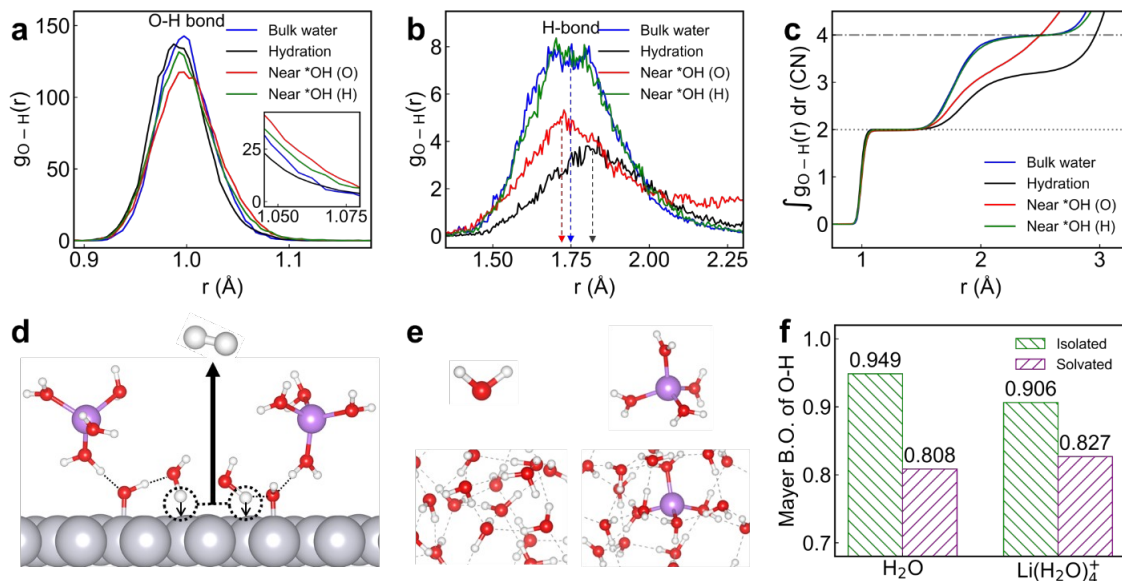 a
O-H bond
Bulk water
Hydration
Near *OH (O)
Near *OH (H)
g_{O-H}(r)
150
100
50
0
25
0
1.050
1.075
0.9
1.0
1.1
r (Å)
b
H-bond
Bulk water
Hydration
Near *OH (O)
Near *OH (H)
g_{O-H}(r)
8
6
4
2
0
1.50
1.75
2.00
2.25
r (Å)
c
∫ g_{O-H}(r) dr (CN)
4
3
2
1
0
Bulk water
Hydration
Near *OH (O)
Near *OH (H)
1
2
3
r (Å)
d
e
f
Mayer B.O. of O-H
1.0
0.9
0.8
0.7
Isolated
Solvated
0.949
0.808
0.906
0.827
H₂O
Li(H₂O)₄⁺